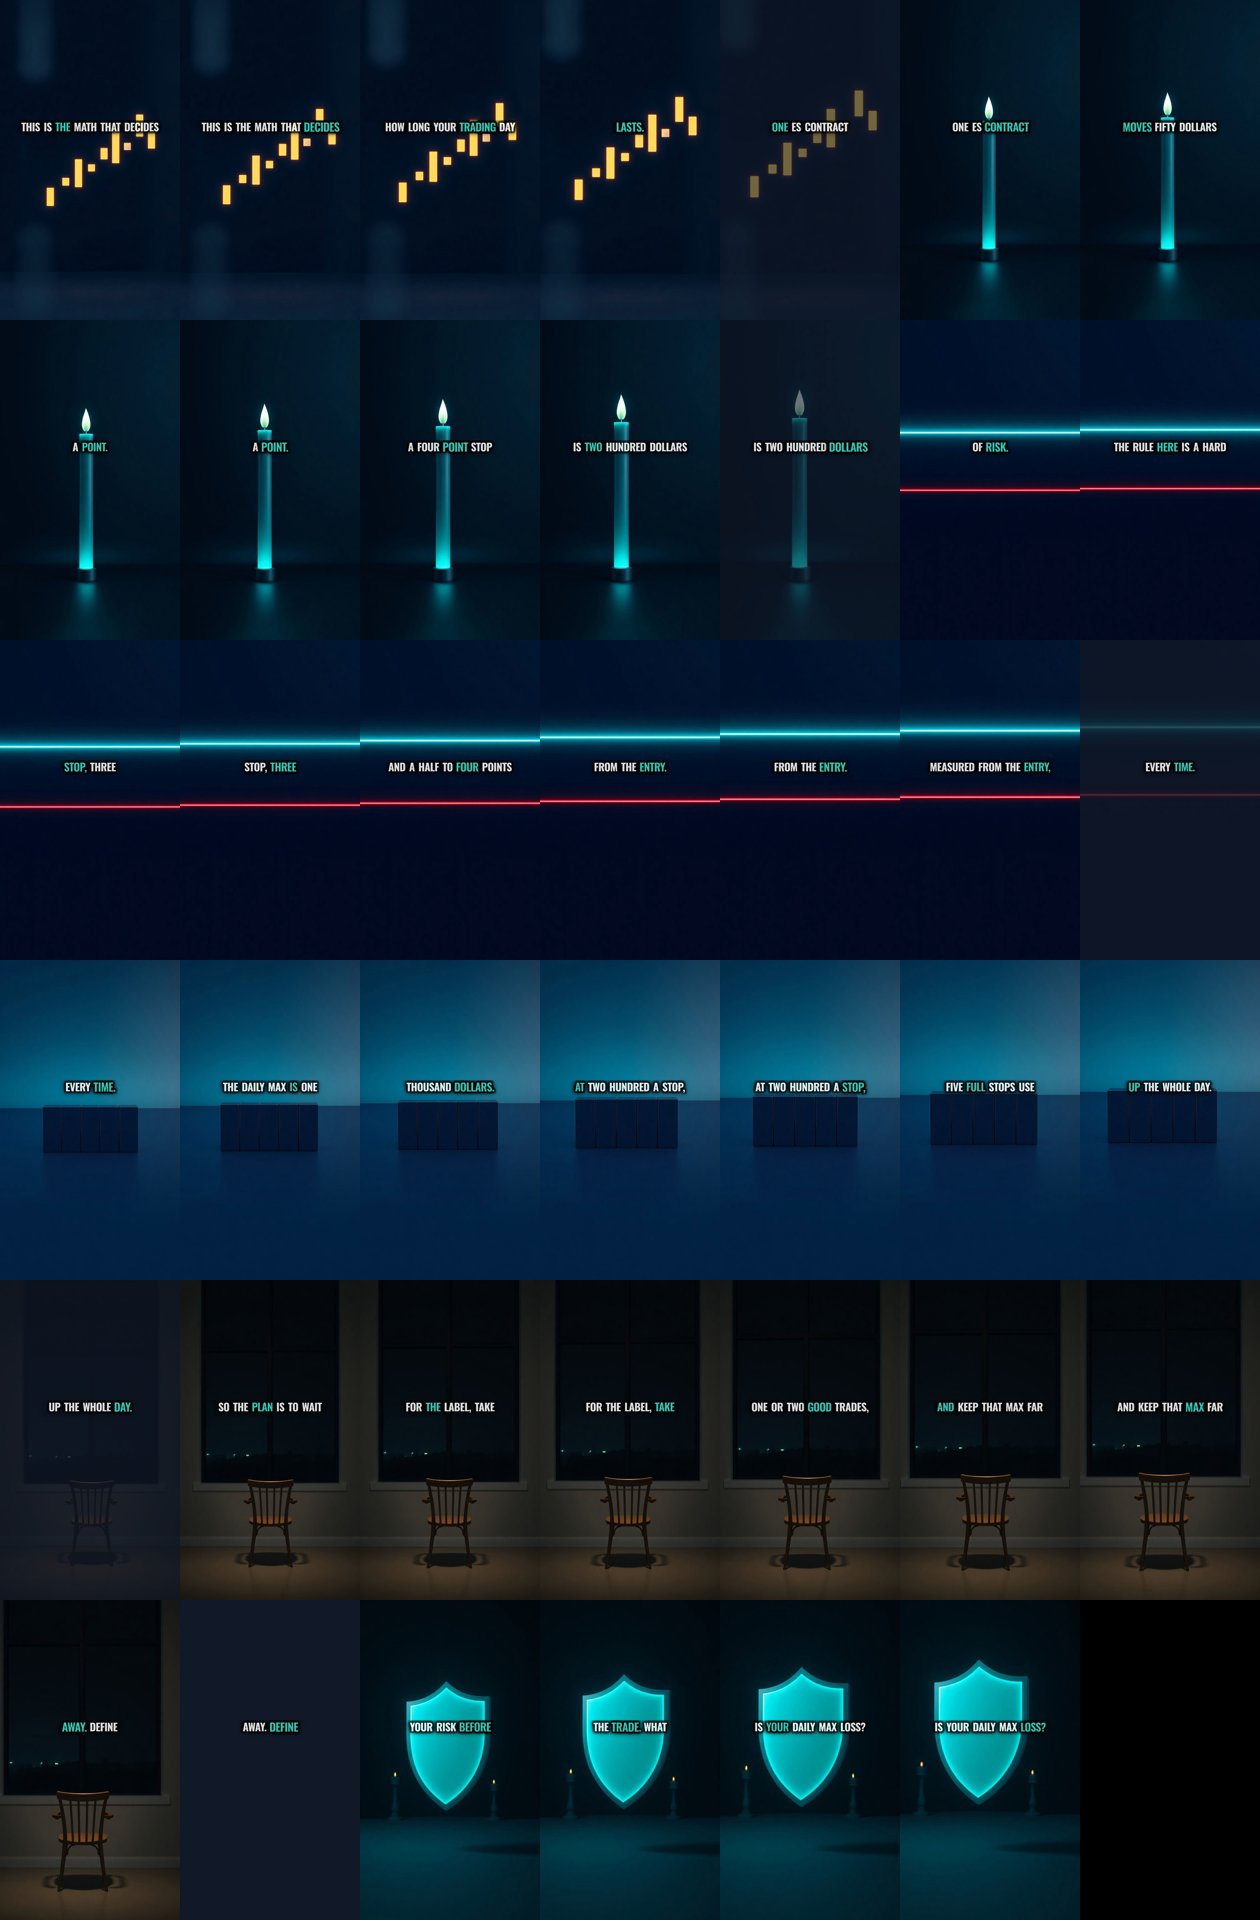 THIS IS THE MATH THAT DECIDES
THIS IS THE MATH THAT DECIDES
HOW LONG YOUR TRADING DAY
LASTS.
ONE ES CONTRACT
ONE ES CONTRACT
MOVES FIFTY DOLLARS
A POINT.
A POINT.
A FOUR POINT STOP
IS TWO HUNDRED DOLLARS
IS TWO HUNDRED DOLLARS
OF RISK.
THE RULE HERE IS A HARD
STOP, THREE
STOP, THREE
AND A HALF TO FOUR POINTS
FROM THE ENTRY.
FROM THE ENTRY.
MEASURED FROM THE ENTRY,
EVERY TIME.
EVERY TIME.
THE DAILY MAX IS ONE
THOUSAND DOLLARS.
AT TWO HUNDRED A STOP,
AT TWO HUNDRED A STOP,
FIVE FULL STOPS USE
UP THE WHOLE DAY.
UP THE WHOLE DAY.
SO THE PLAN IS TO WAIT
FOR THE LABEL, TAKE
FOR THE LABEL, TAKE
ONE OR TWO GOOD TRADES,
AND KEEP THAT MAX FAR
AND KEEP THAT MAX FAR
AWAY. DEFINE
AWAY. DEFINE
YOUR RISK BEFORE
THE TRADE. WHAT
IS YOUR DAILY MAX LOSS?
IS YOUR DAILY MAX LOSS?